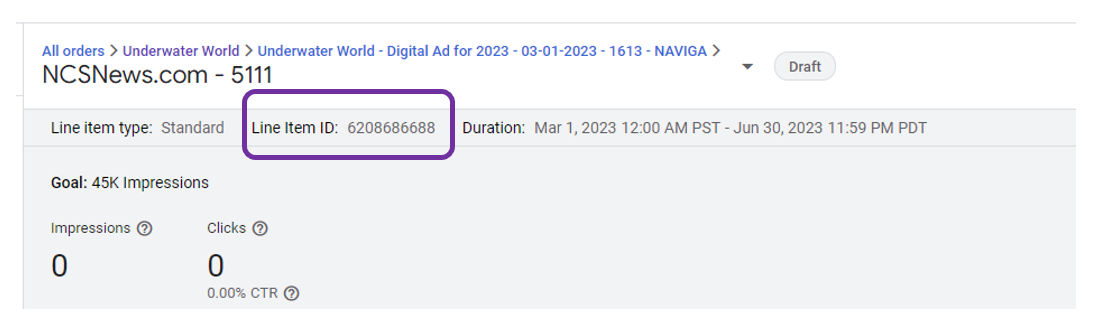 All orders > Underwater World > Underwater World - Digital Ad for 2023 - 03-01-2023 - 1613 - NAVIGA >
NCSNews.com - 5111
Draft
Line item type: Standard Line Item ID: 6208686688 Duration: Mar 1, 2023 12:00 AM PST - Jun 30, 2023 11:59 PM PDT
Goal: 45K Impressions
Impressions ? Clicks ?
0 0
0.00% CTR ?